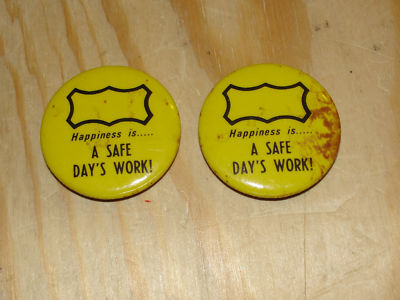 Happiness is.....
A SAFE
DAY'S WORK!
Happiness is.....
A SAFE
DAY'S WORK!